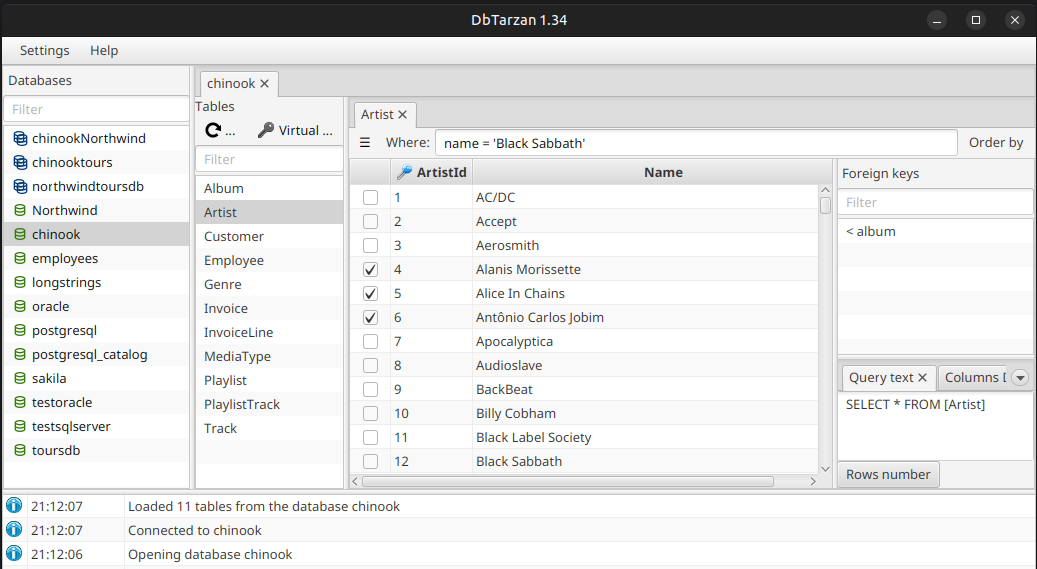 DbTarzan 1.34
Settings Help
Databases
Filter
chinookNorthwind
chinooktours
northwindtoursdb
Northwind
chinook
employees
longstrings
oracle
postgresql
postgresql_catalog
sakila
testoracle
testsqlserver
toursdb
chinook
Tables
... Virtual ...
Filter
Album
Artist
Customer
Employee
Genre
Invoice
InvoiceLine
MediaType
Playlist
PlaylistTrack
Track
Artist
Where: name = 'Black Sabbath' Order by
ArtistId Name
1 AC/DC
2 Accept
3 Aerosmith
4 Alanis Morissette
5 Alice In Chains
6 Antônio Carlos Jobim
7 Apocalyptica
8 Audioslave
9 BackBeat
10 Billy Cobham
11 Black Label Society
12 Black Sabbath
Foreign keys
Filter
< album
Query text Columns
SELECT * FROM [Artist]
Rows number
21:12:07 Loaded 11 tables from the database chinook
21:12:07 Connected to chinook
21:12:06 Opening database chinook